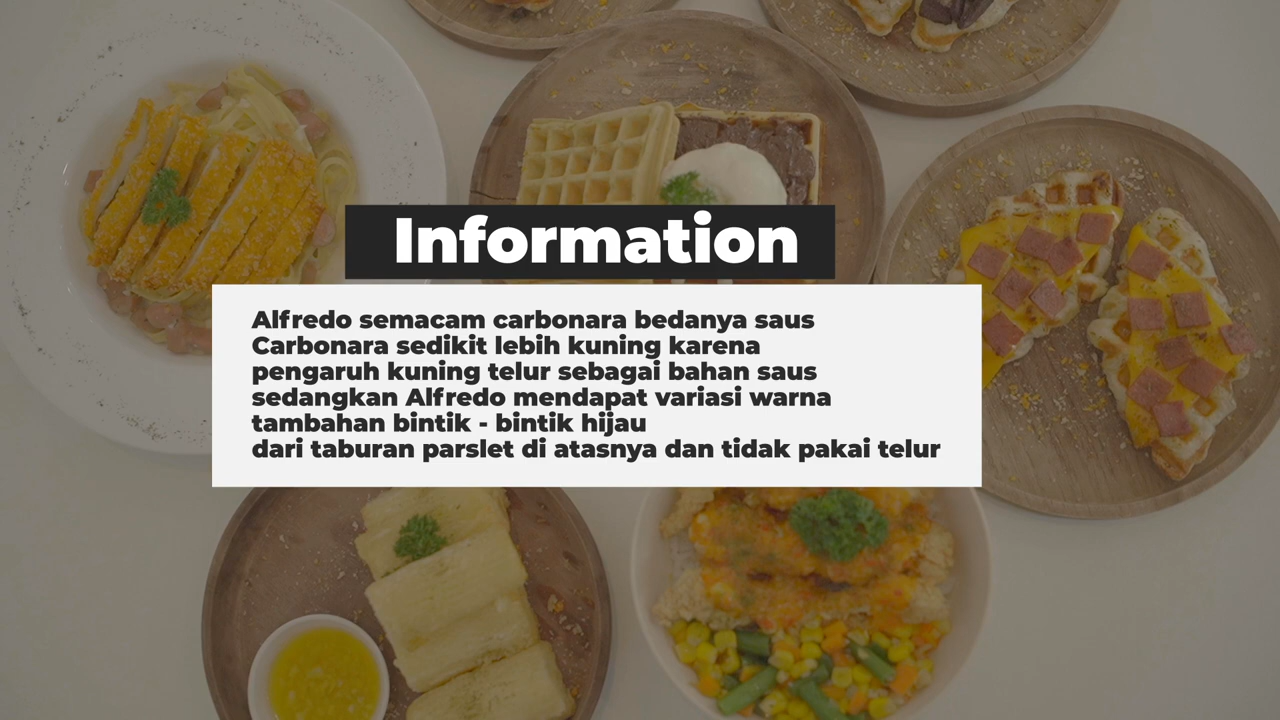 Information
Alfredo semacam carbonara bedanya saus
Carbonara sedikit lebih kuning karena
pengaruh kuning telur sebagai bahan saus
sedangkan Alfredo mendapat variasi warna
tambahan bintik - bintik hijau
dari taburan parslet di atasnya dan tidak pakai telur